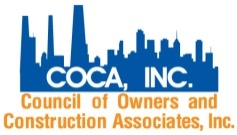 COCA, INC.
Council of Owners and
Construction Associates, Inc.